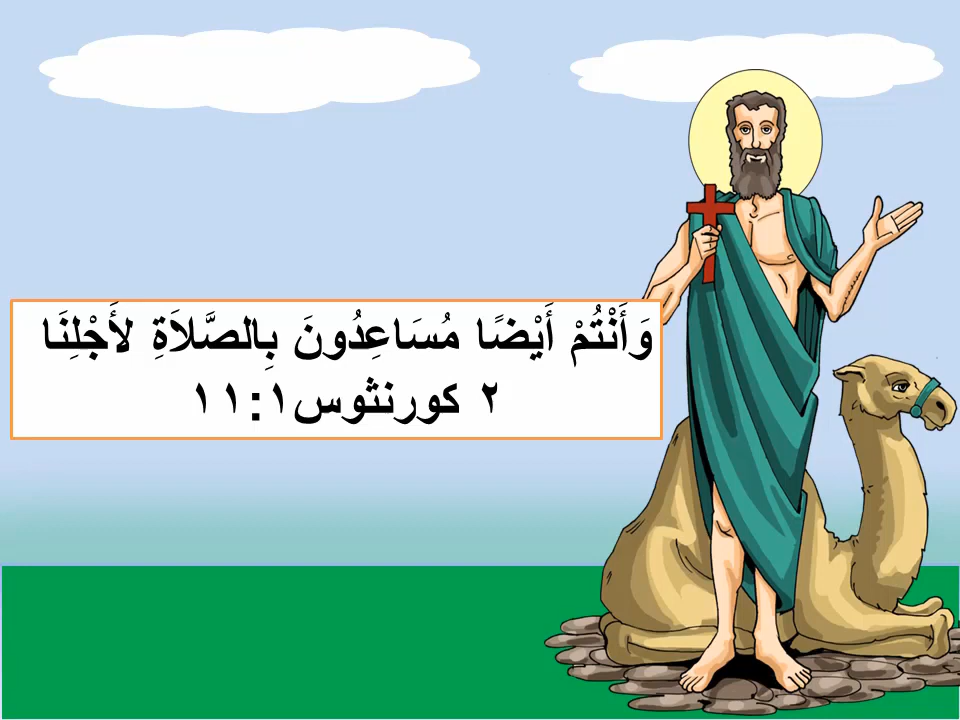 وَأَنْتُمْ أَيْضًا مُسَاعِدُونَ بِالصَّلاَةِ لأَجْلِنَا
٢ كورنثوس١:١١